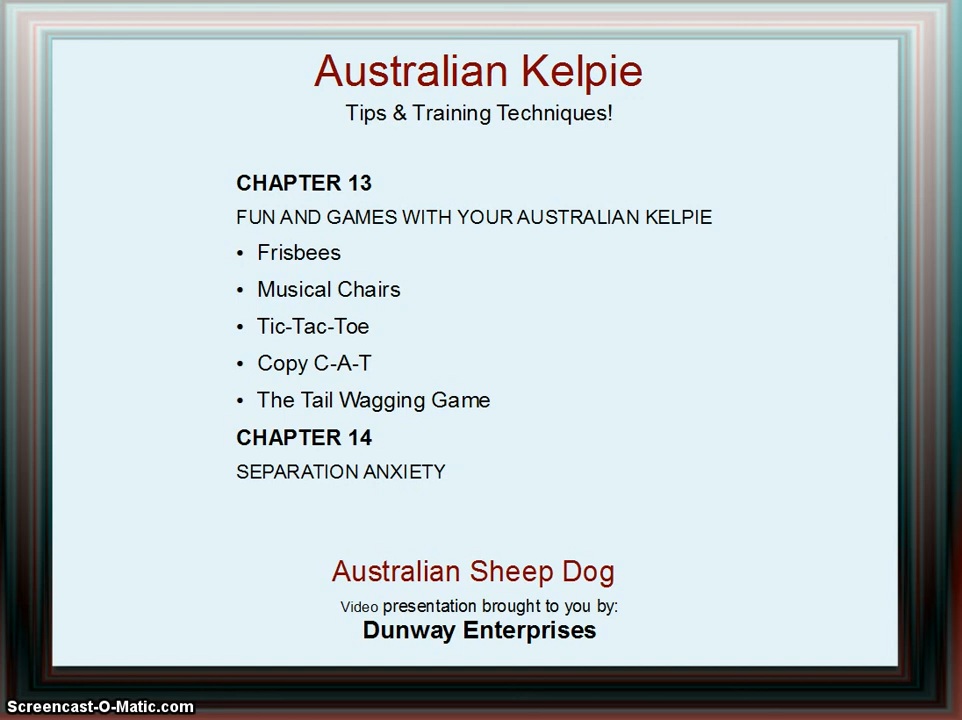 Australian Kelpie
Tips & Training Techniques!
CHAPTER 13
FUN AND GAMES WITH YOUR AUSTRALIAN KELPIE
• Frisbees
• Musical Chairs
• Tic-Tac-Toe
• Copy C-A-T
• The Tail Wagging Game
CHAPTER 14
SEPARATION ANXIETY
Australian Sheep Dog
Video presentation brought to you by:
Dunway Enterprises
Screencast-O-Matic.com